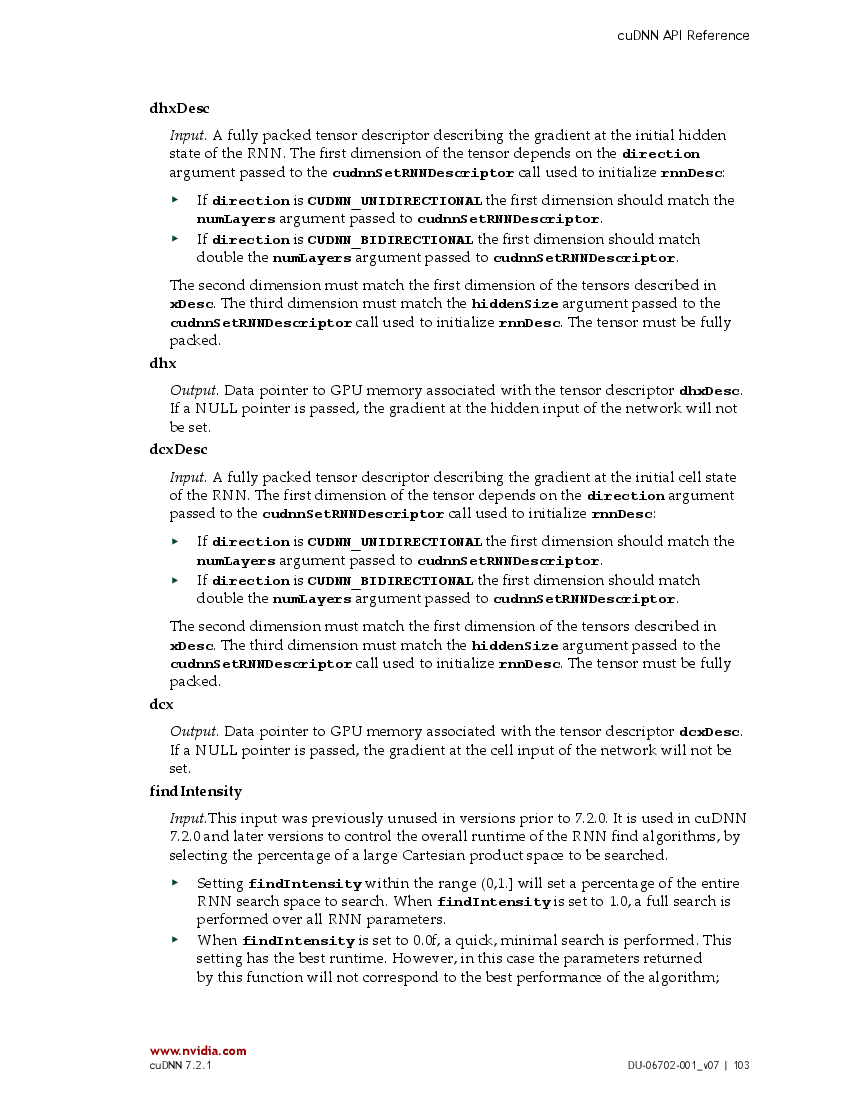 cuDNN API Reference
dhxDesc
Input. A fully packed tensor descriptor describing the gradient at the initial hidden
state of the RNN. The first dimension of the tensor depends on the direction
argument passed to the cudnnSetRNNDescriptor call used to initialize rnnDesc:
‣ If direction is CUDNN_UNIDIRECTIONAL the first dimension should match the
numLayers argument passed to cudnnSetRNNDescriptor.
‣ If direction is CUDNN_BIDIRECTIONAL the first dimension should match
double the numLayers argument passed to cudnnSetRNNDescriptor.
The second dimension must match the first dimension of the tensors described in
xDesc. The third dimension must match the hiddenSize argument passed to the
cudnnSetRNNDescriptor call used to initialize rnnDesc. The tensor must be fully
packed.
dhx
Output. Data pointer to GPU memory associated with the tensor descriptor dhxDesc.
If a NULL pointer is passed, the gradient at the hidden input of the network will not
be set.
dcxDesc
Input. A fully packed tensor descriptor describing the gradient at the initial cell state
of the RNN. The first dimension of the tensor depends on the direction argument
passed to the cudnnSetRNNDescriptor call used to initialize rnnDesc:
‣ If direction is CUDNN_UNIDIRECTIONAL the first dimension should match the
numLayers argument passed to cudnnSetRNNDescriptor.
‣ If direction is CUDNN_BIDIRECTIONAL the first dimension should match
double the numLayers argument passed to cudnnSetRNNDescriptor.
The second dimension must match the first dimension of the tensors described in
xDesc. The third dimension must match the hiddenSize argument passed to the
cudnnSetRNNDescriptor call used to initialize rnnDesc. The tensor must be fully
packed.
dcx
Output. Data pointer to GPU memory associated with the tensor descriptor dcxDesc.
If a NULL pointer is passed, the gradient at the cell input of the network will not be
set.
findIntensity
Input.This input was previously unused in versions prior to 7.2.0. It is used in cuDNN
7.2.0 and later versions to control the overall runtime of the RNN find algorithms, by
selecting the percentage of a large Cartesian product space to be searched.
‣ Setting findIntensity within the range (0,1.] will set a percentage of the entire
RNN search space to search. When findIntensity is set to 1.0, a full search is
performed over all RNN parameters.
‣ When findIntensity is set to 0.0f, a quick, minimal search is performed. This
setting has the best runtime. However, in this case the parameters returned
by this function will not correspond to the best performance of the algorithm;
www.nvidia.com
cuDNN 7.2.1
DU-06702-001_v07 | 103